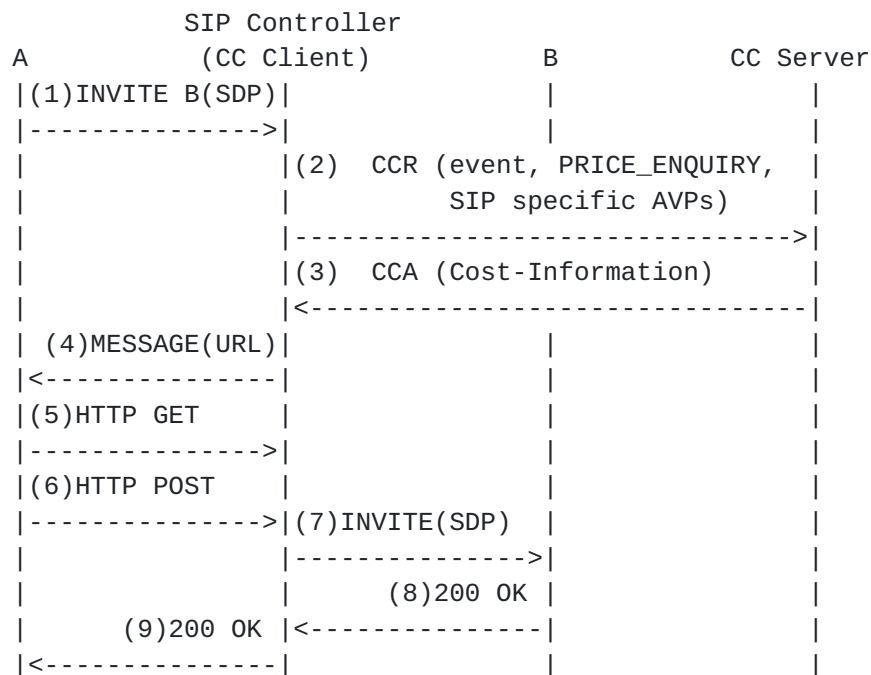 SIP Controller
A (CC Client) B CC Server
|(1)INVITE B(SDP)| | |
|--------------->| | |
| |(2) CCR (event, PRICE_ENQUIRY, |
| | SIP specific AVPs) |
| |-------------------------------->|
| |(3) CCA (Cost-Information) |
| |<--------------------------------|
| (4)MESSAGE(URL)| | |
|<---------------| | |
|(5)HTTP GET | | |
|--------------->| | |
|(6)HTTP POST | | |
|--------------->|(7)INVITE(SDP) | |
| |--------------->| |
| | (8)200 OK | |
| (9)200 OK |<---------------| |
|<---------------| | |